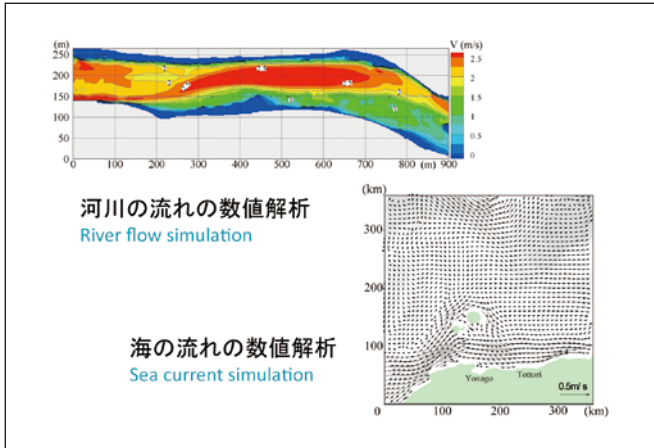 (m)
V (m/s)
250
200
150
100
50
0
0 100 200 300 400 500 600 700 800 (m) 900
2.5
2
1.5
1
0.5
0
河川の流れの数値解析
River flow simulation
(km)
300
200
100
0
海の流れの数値解析
Sea current simulation
Yonago
Tottori
0.5m/s
100 200 300 (km)